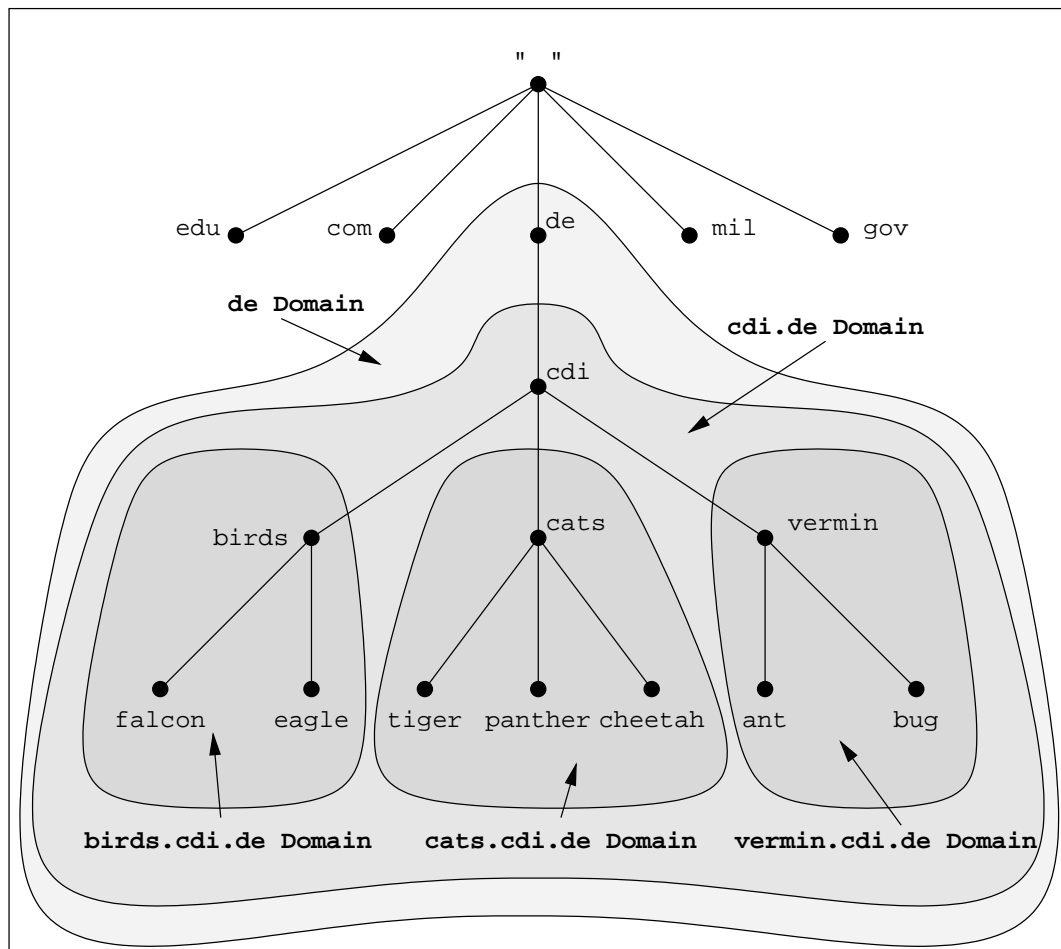 " "
edu com de mil gov
de Domain
cdi.de Domain
cdi
birds cats vermin
falcon eagle tiger panther cheetah ant bug
birds.cdi.de Domain cats.cdi.de Domain vermin.cdi.de Domain